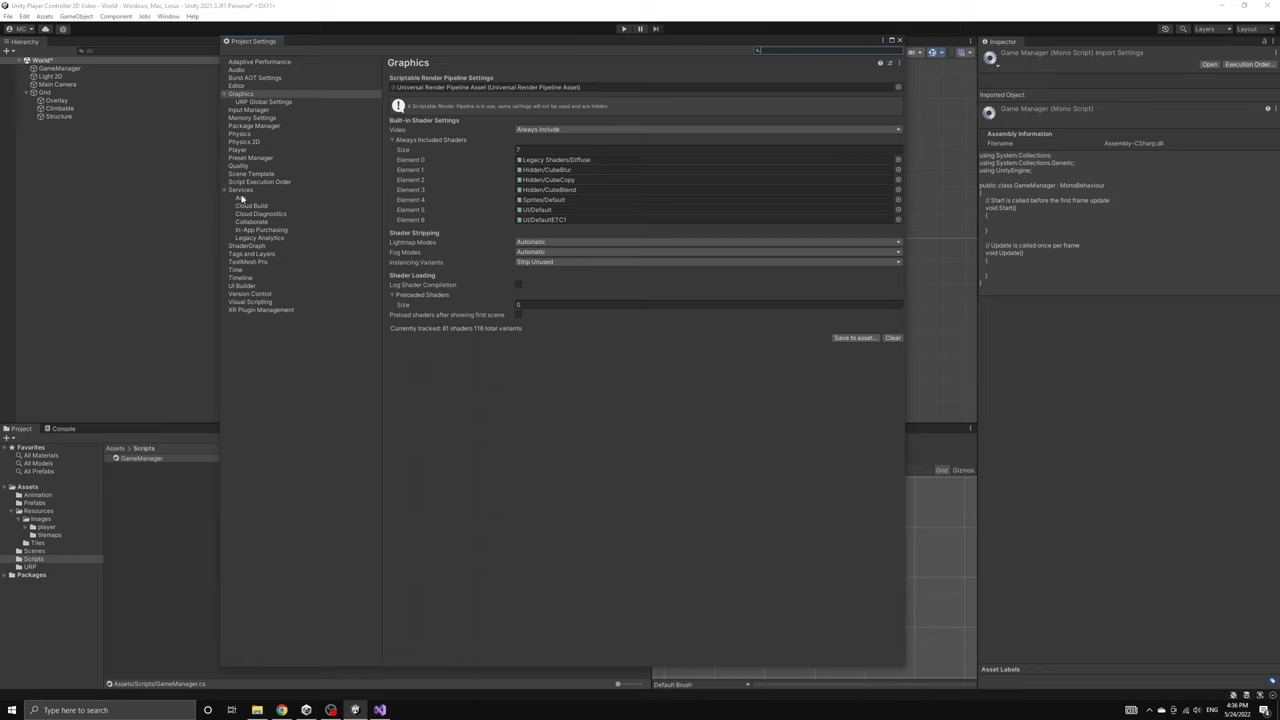 Unity Player Controller 2D Video - World - Windows, Mac, Linux - Unity 2021.3.3f1 Personal* <DX11>
File Edit Assets GameObject Component Jobs Window Help
MC
Layers Layout
Hierarchy
All
World*
GameManager
Light 2D
Main Camera
Grid
Overlay
Climbable
Structure
Project Settings
Adaptive Performance
Audio
Burst AOT Settings
Editor
Graphics
URP Global Settings
Input Manager
Memory Settings
Package Manager
Physics
Physics 2D
Player
Preset Manager
Quality
Scene Template
Script Execution Order
Services
Cloud Build
Cloud Diagnostics
Collaborate
In-App Purchasing
Legacy Analytics
ShaderGraph
Tags and Layers
TextMesh Pro
Time
Timeline
UI Builder
Version Control
Visual Scripting
XR Plugin Management
Graphics
Scriptable Render Pipeline Settings
Universal Render Pipeline Asset (Universal Render Pipeline Asset)
A Scriptable Render Pipeline is in use, some settings will not be used and are hidden
Built-in Shader Settings
Video Always include
Always Included Shaders
Size 7
Element 0 Legacy Shaders/Diffuse
Element 1 Hidden/CubeBlur
Element 2 Hidden/CubeCopy
Element 3 Hidden/CubeBlend
Element 4 Sprites/Default
Element 5 UI/Default
Element 6 UI/DefaultETC1
Shader Stripping
Lightmap Modes Automatic
Fog Modes Automatic
Instancing Variants Strip Unused
Shader Loading
Log Shader Compilation
Preloaded Shaders
Size 0
Preload shaders after showing first scene
Currently tracked: 81 shaders 116 total variants
Save to asset... Clear
Inspector
Game Manager (Mono Script) Import Settings
Open Execution Order...
Imported Object
Game Manager (Mono Script)
Assembly Information
Filename Assembly-CSharp.dll
using System.Collections;
using System.Collections.Generic;
using UnityEngine;
public class GameManager : MonoBehaviour
{
// Start is called before the first frame update
void Start()
{
}
// Update is called once per frame
void Update()
{
}
}
Project Console
Favorites
All Materials
All Models
All Prefabs
Assets
Animation
Prefabs
Resources
Images
player
tilemaps
Tiles
Scenes
Scripts
URP
Packages
Assets > Scripts
GameManager
Grid Gizmos
Assets/Scripts/GameManager.cs
Default Brush
Asset Labels
Type here to search
ENG
4:36 PM
5/24/2022